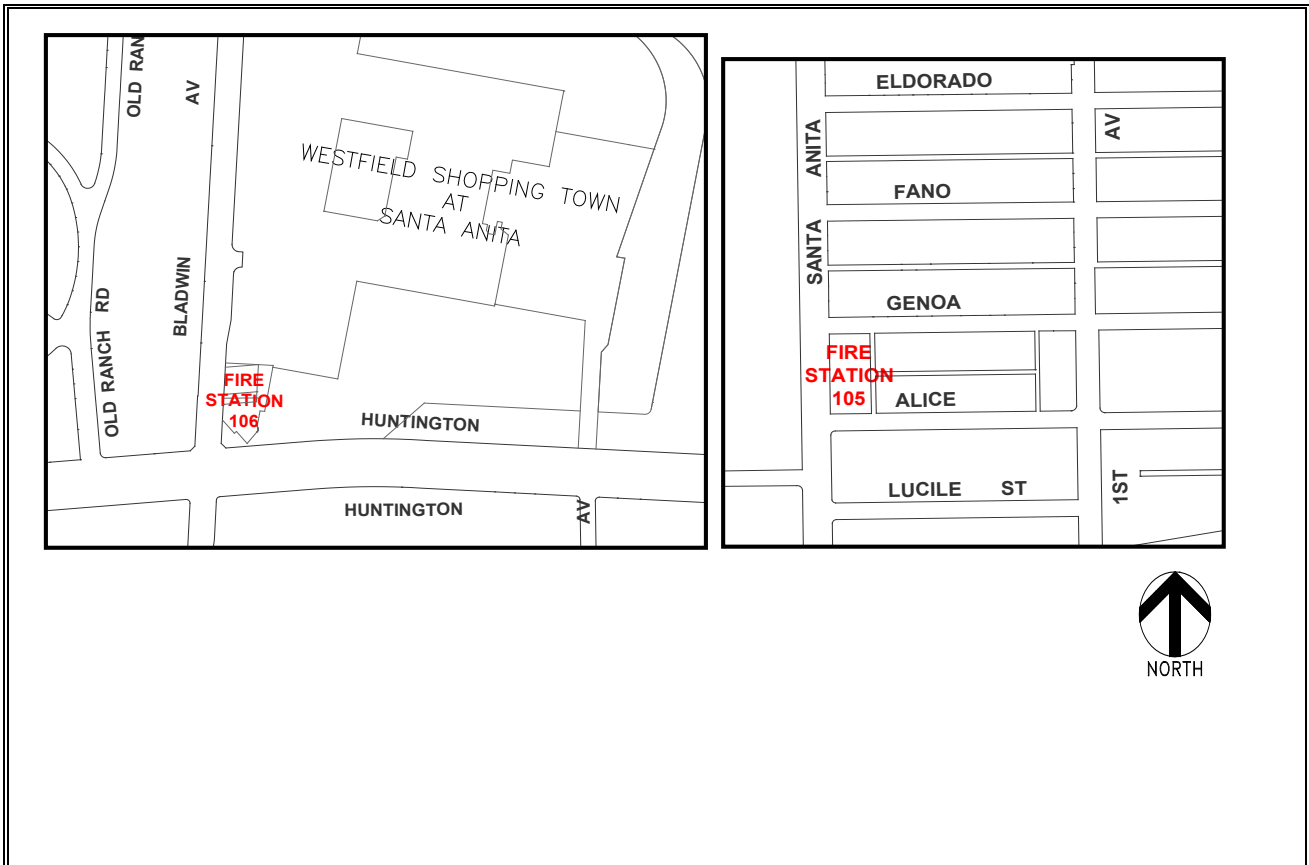 OLD RAN
AV
WESTFIELD SHOPPING TOWN
AT
SANTA ANITA
BLADWIN
OLD RANCH RD
FIRE
STATION
106
HUNTINGTON
HUNTINGTON
AV
ELDORADO
SANTA ANITA
AV
FANO
GENOA
FIRE
STATION
105
ALICE
LUCILE ST
1ST
NORTH